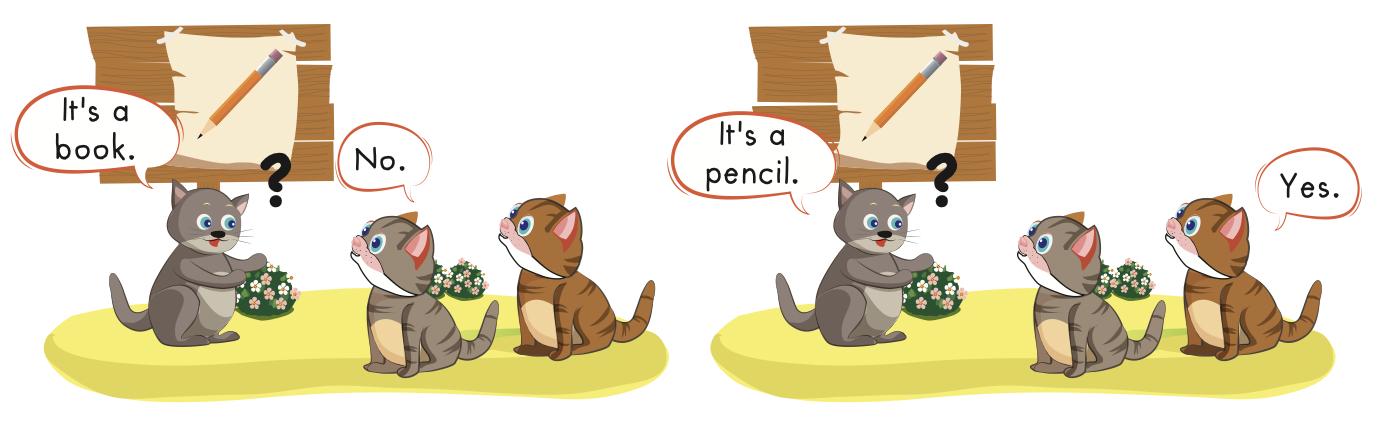 It's a
book.
?
No.
It's a
pencil.
?
Yes.